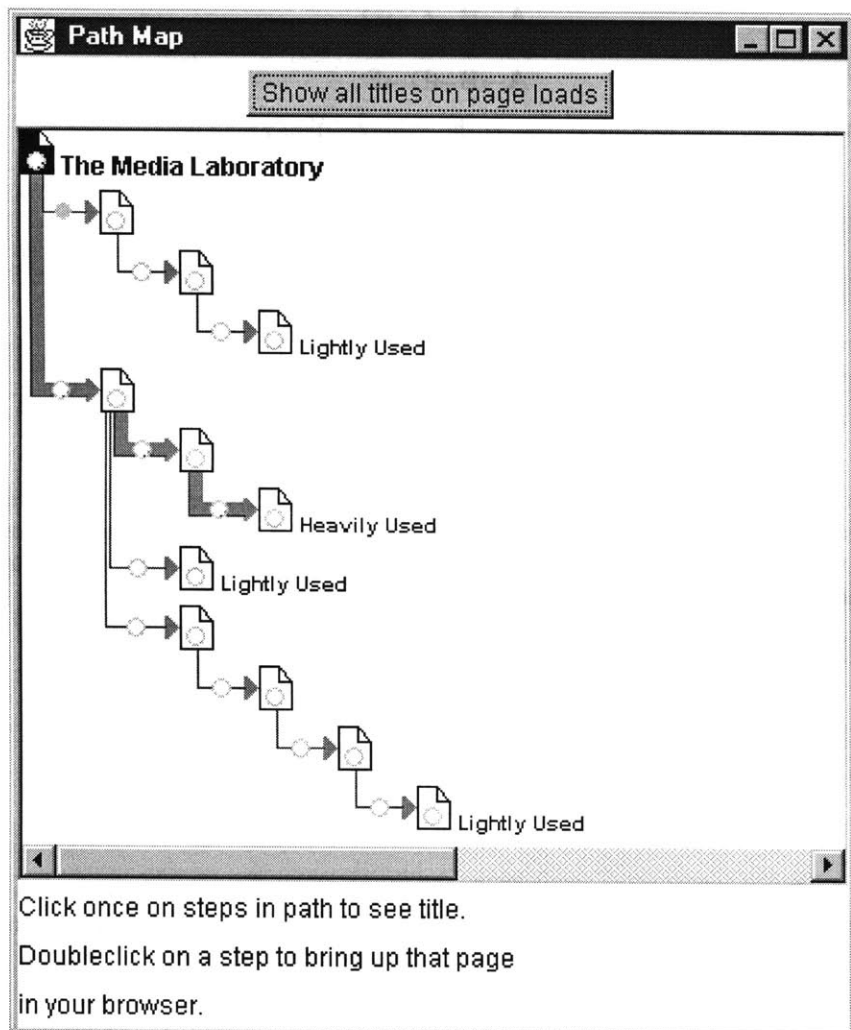 Path Map
Show all titles on page loads
The Media Laboratory
Lightly Used
Heavily Used
Lightly Used
Lightly Used
Click once on steps in path to see title.
Doubleclick on a step to bring up that page
in your browser.